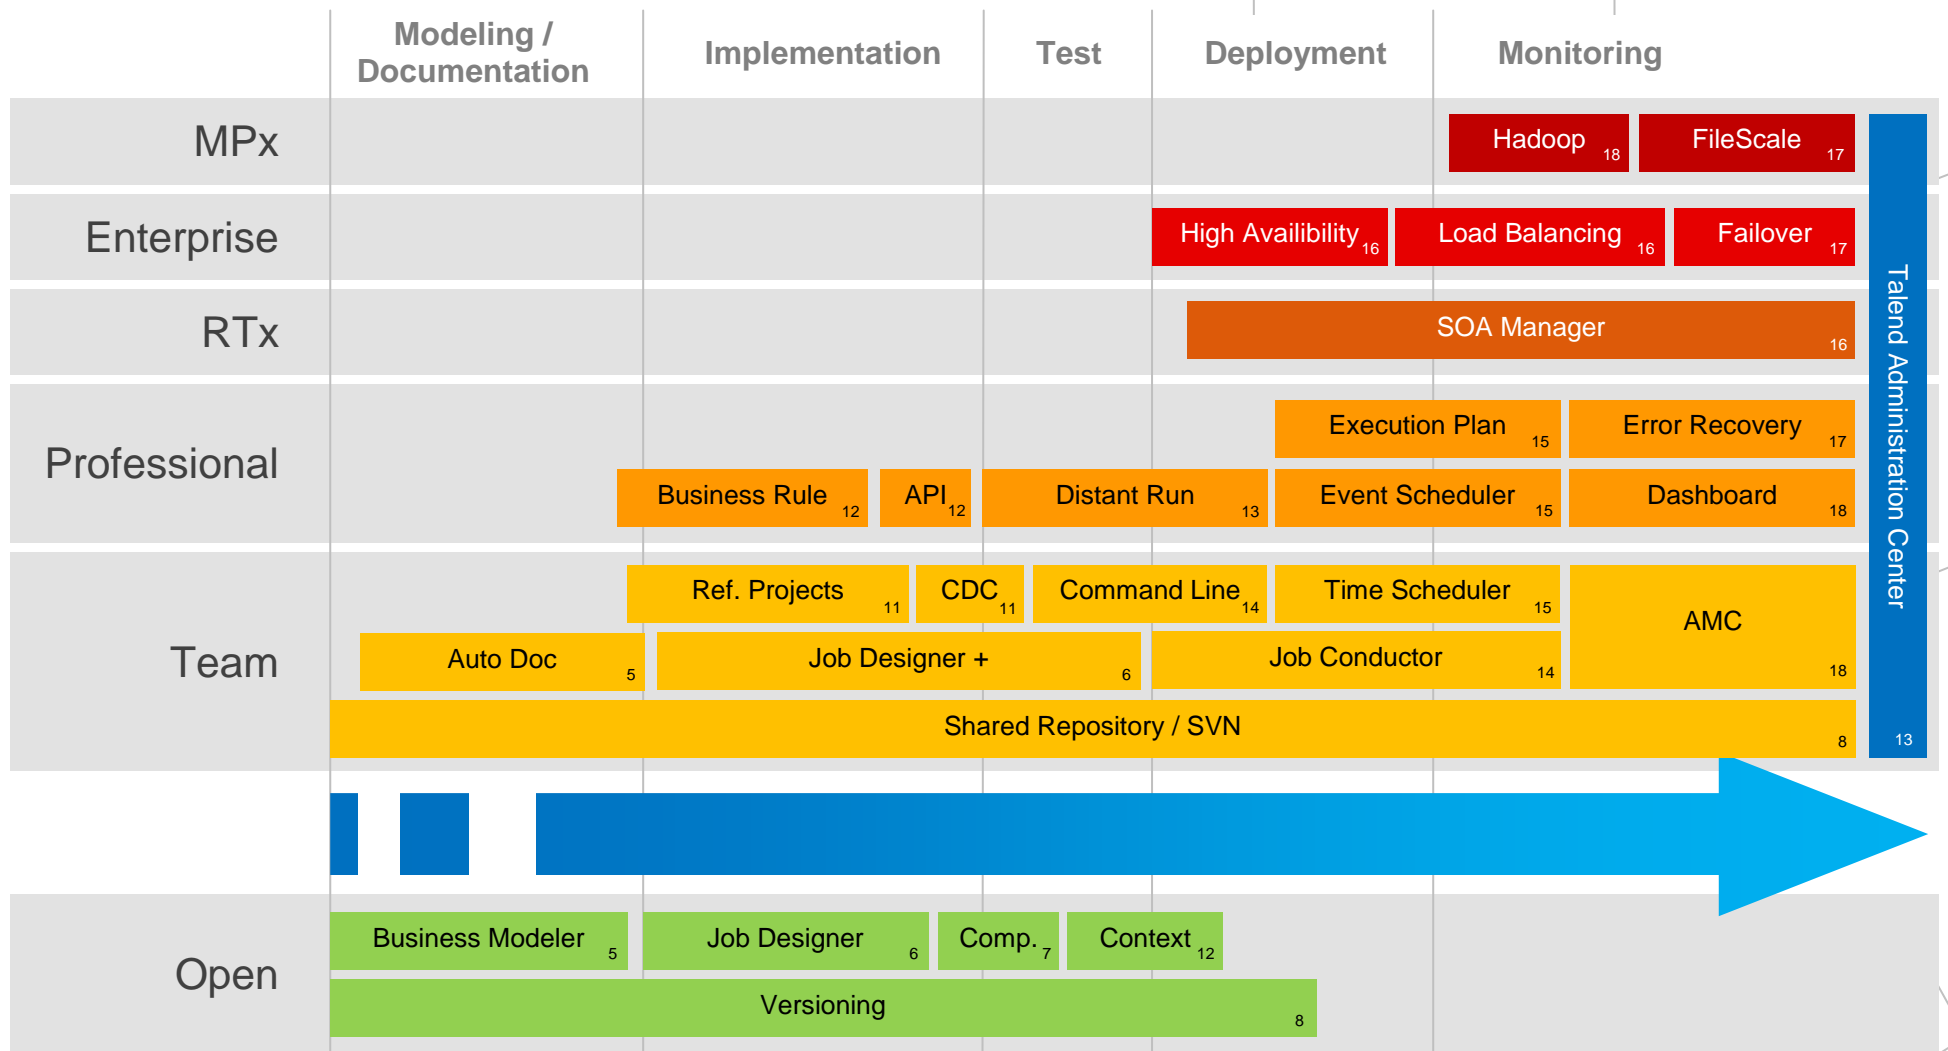 Modeling /
Documentation
Implementation
Test
Deployment
Monitoring
MPx
Hadoop 18
FileScale 17
Enterprise
High Availibility 16
Load Balancing 16
Failover 17
RTx
SOA Manager 16
Professional
Execution Plan 15
Error Recovery 17
Business Rule 12
API 12
Distant Run 13
Event Scheduler 15
Dashboard 18
Team
Ref. Projects 11
CDC 11
Command Line 14
Time Scheduler 15
AMC 18
Auto Doc 5
Job Designer + 6
Job Conductor 14
Shared Repository / SVN 8
Talend Administration Center 13
Open
Business Modeler 5
Job Designer 6
Comp. 7
Context 12
Versioning 8